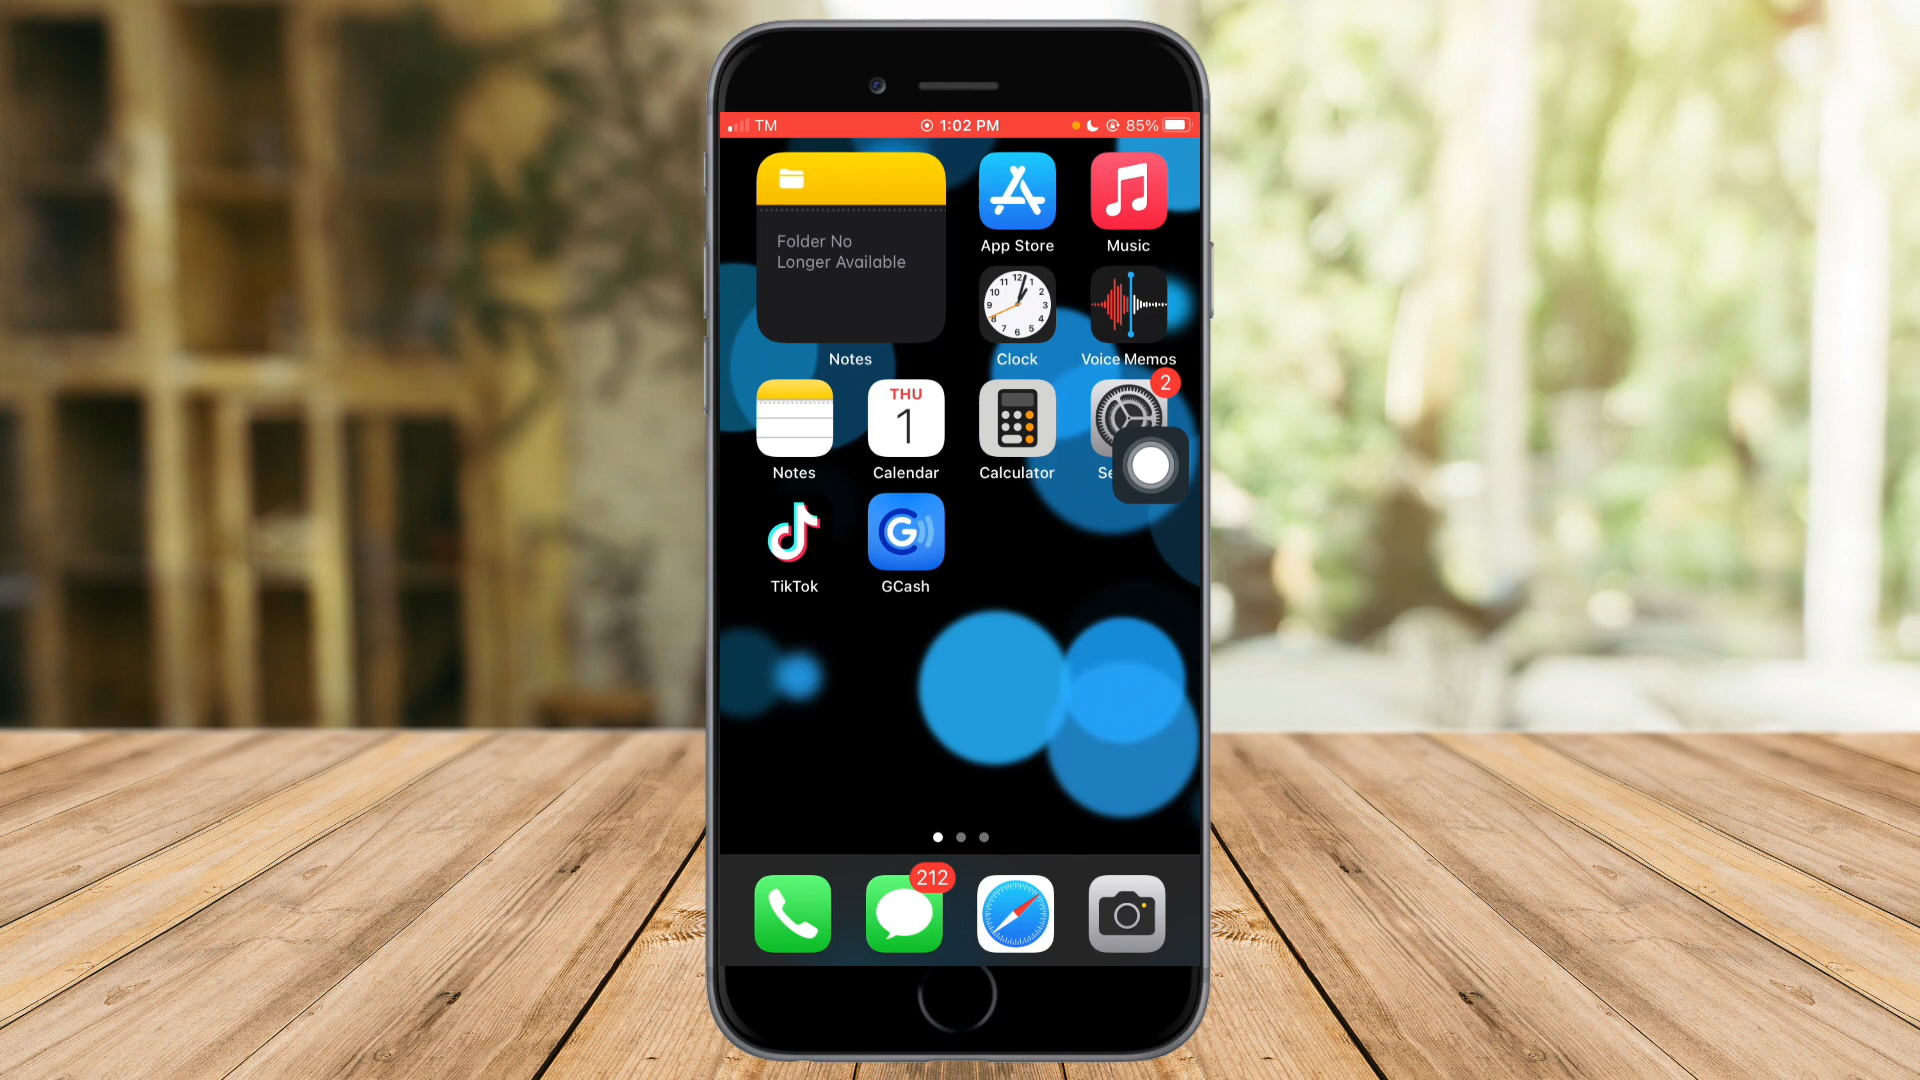 TM 1:02 PM 85%
Folder No
Longer Available
App Store Music
Notes Clock Voice Memos
2
THU
1
Notes Calendar Calculator Se
TikTok GCash
212